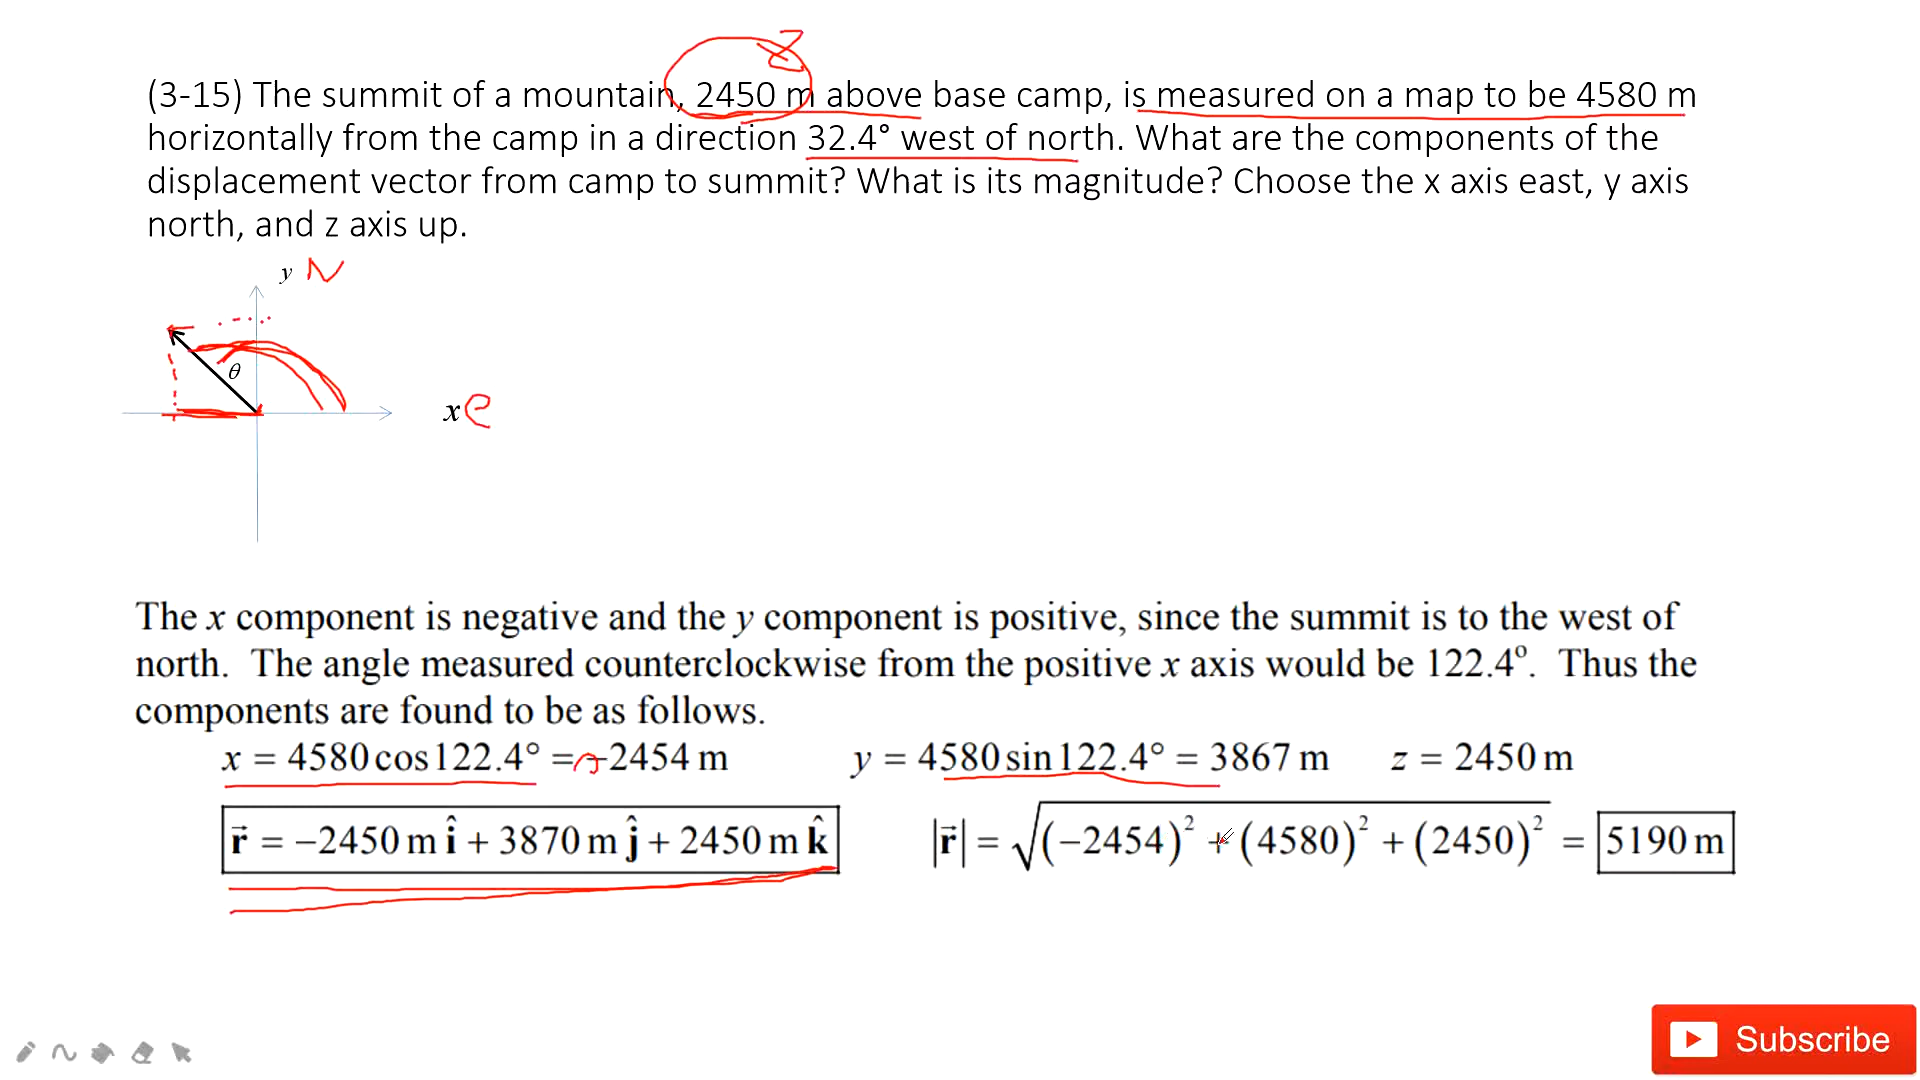 z
(3-15) The summit of a mountain, 2450 m above base camp, is measured on a map to be 4580 m
horizontally from the camp in a direction 32.4° west of north. What are the components of the
displacement vector from camp to summit? What is its magnitude? Choose the x axis east, y axis
north, and z axis up.
y N
θ
x e
The x component is negative and the y component is positive, since the summit is to the west of
north. The angle measured counterclockwise from the positive x axis would be 122.4°. Thus the
components are found to be as follows.
x = 4580 cos 122.4° = −2454 m y = 4580 sin 122.4° = 3867 m z = 2450 m
r⃗ = −2450 m î + 3870 m ĵ + 2450 m k̂ |r⃗| = √(−2454)² + (4580)² + (2450)² = 5190 m
Subscribe